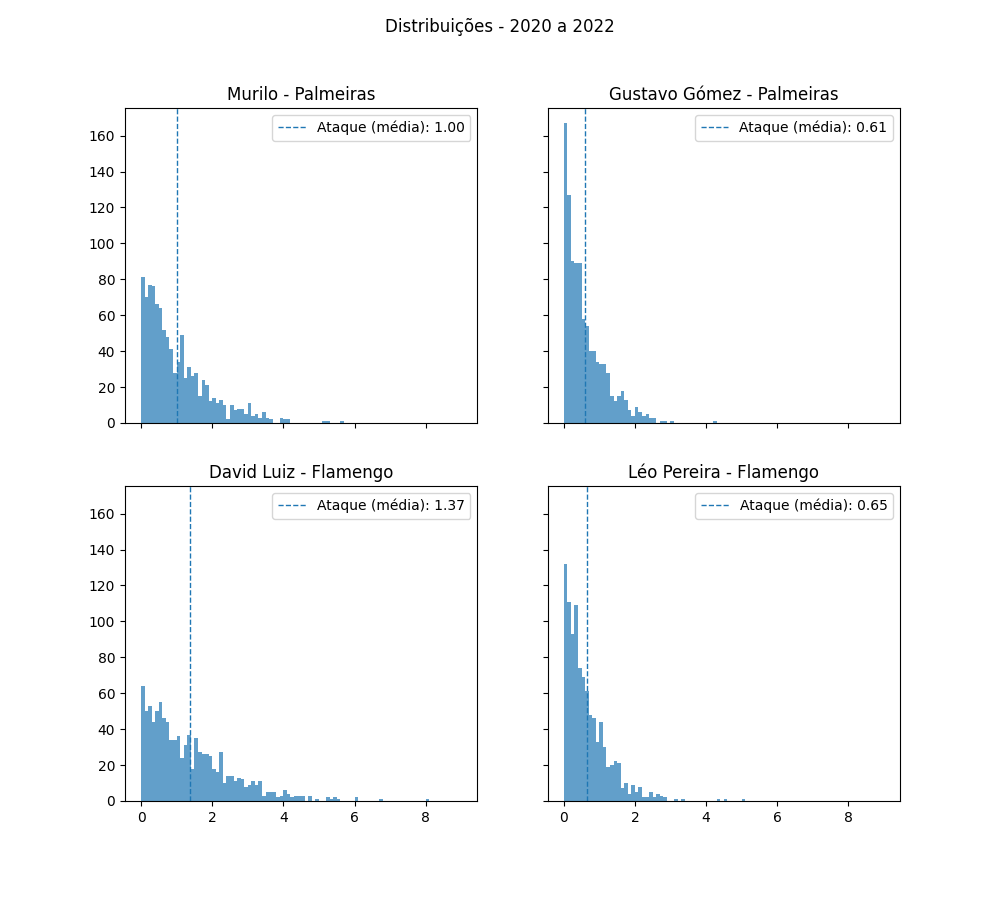 Distribuições - 2020 a 2022
Murilo - Palmeiras
Ataque (média): 1.00
160
140
120
100
80
60
40
20
0
Gustavo Gómez - Palmeiras
Ataque (média): 0.61
David Luiz - Flamengo
Ataque (média): 1.37
160
140
120
100
80
60
40
20
0
0 2 4 6 8
Léo Pereira - Flamengo
Ataque (média): 0.65
0 2 4 6 8